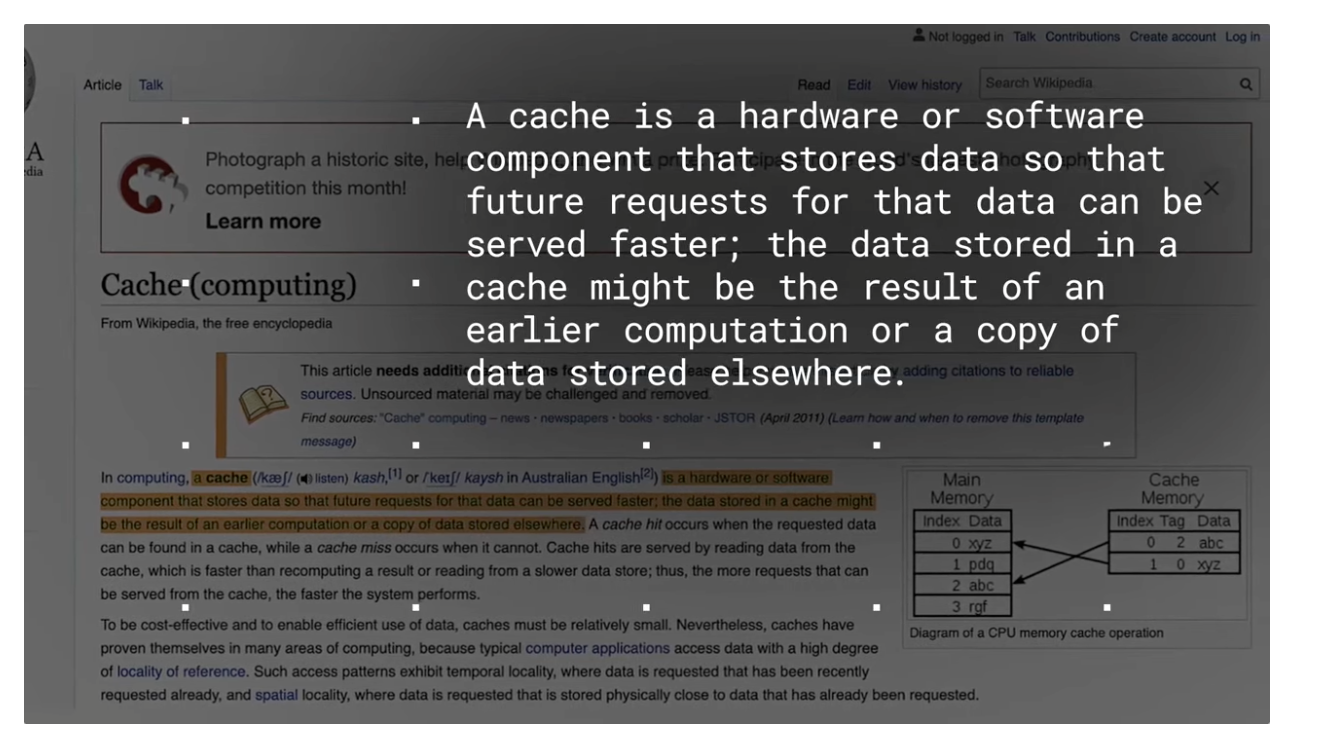 Not logged in Talk Contributions Create account Log in
Article Talk
Read Edit View history Search Wikipedia
A
dia
A cache is a hardware or software
component that stores data so that
future requests for that data can be
served faster; the data stored in a
cache might be the result of an
earlier computation or a copy of
data stored elsewhere.
Photograph a historic site, help
competition this month!
Learn more
Cache (computing)
From Wikipedia, the free encyclopedia
This article needs adding citations to reliable
sources. Unsourced material may be challenged and removed.
Find sources: "Cache" computing – news · newspapers · books · scholar · JSTOR (April 2011) (Learn how and when to remove this template
message)
In computing, a cache (/kæʃ/ (listen) kash,[1] or /ˈkeɪʃ/ kaysh in Australian English[2]) is a hardware or software
component that stores data so that future requests for that data can be served faster; the data stored in a cache might
be the result of an earlier computation or a copy of data stored elsewhere. A cache hit occurs when the requested data
can be found in a cache, while a cache miss occurs when it cannot. Cache hits are served by reading data from the
cache, which is faster than recomputing a result or reading from a slower data store; thus, the more requests that can
be served from the cache, the faster the system performs.
To be cost-effective and to enable efficient use of data, caches must be relatively small. Nevertheless, caches have
proven themselves in many areas of computing, because typical computer applications access data with a high degree
of locality of reference. Such access patterns exhibit temporal locality, where data is requested that has been recently
requested already, and spatial locality, where data is requested that is stored physically close to data that has already been requested.
Main Cache
Memory Memory
Index Data Index Tag Data
0 xyz 0 2 abc
1 pdq 1 0 xyz
2 abc
3 rgf
Diagram of a CPU memory cache operation